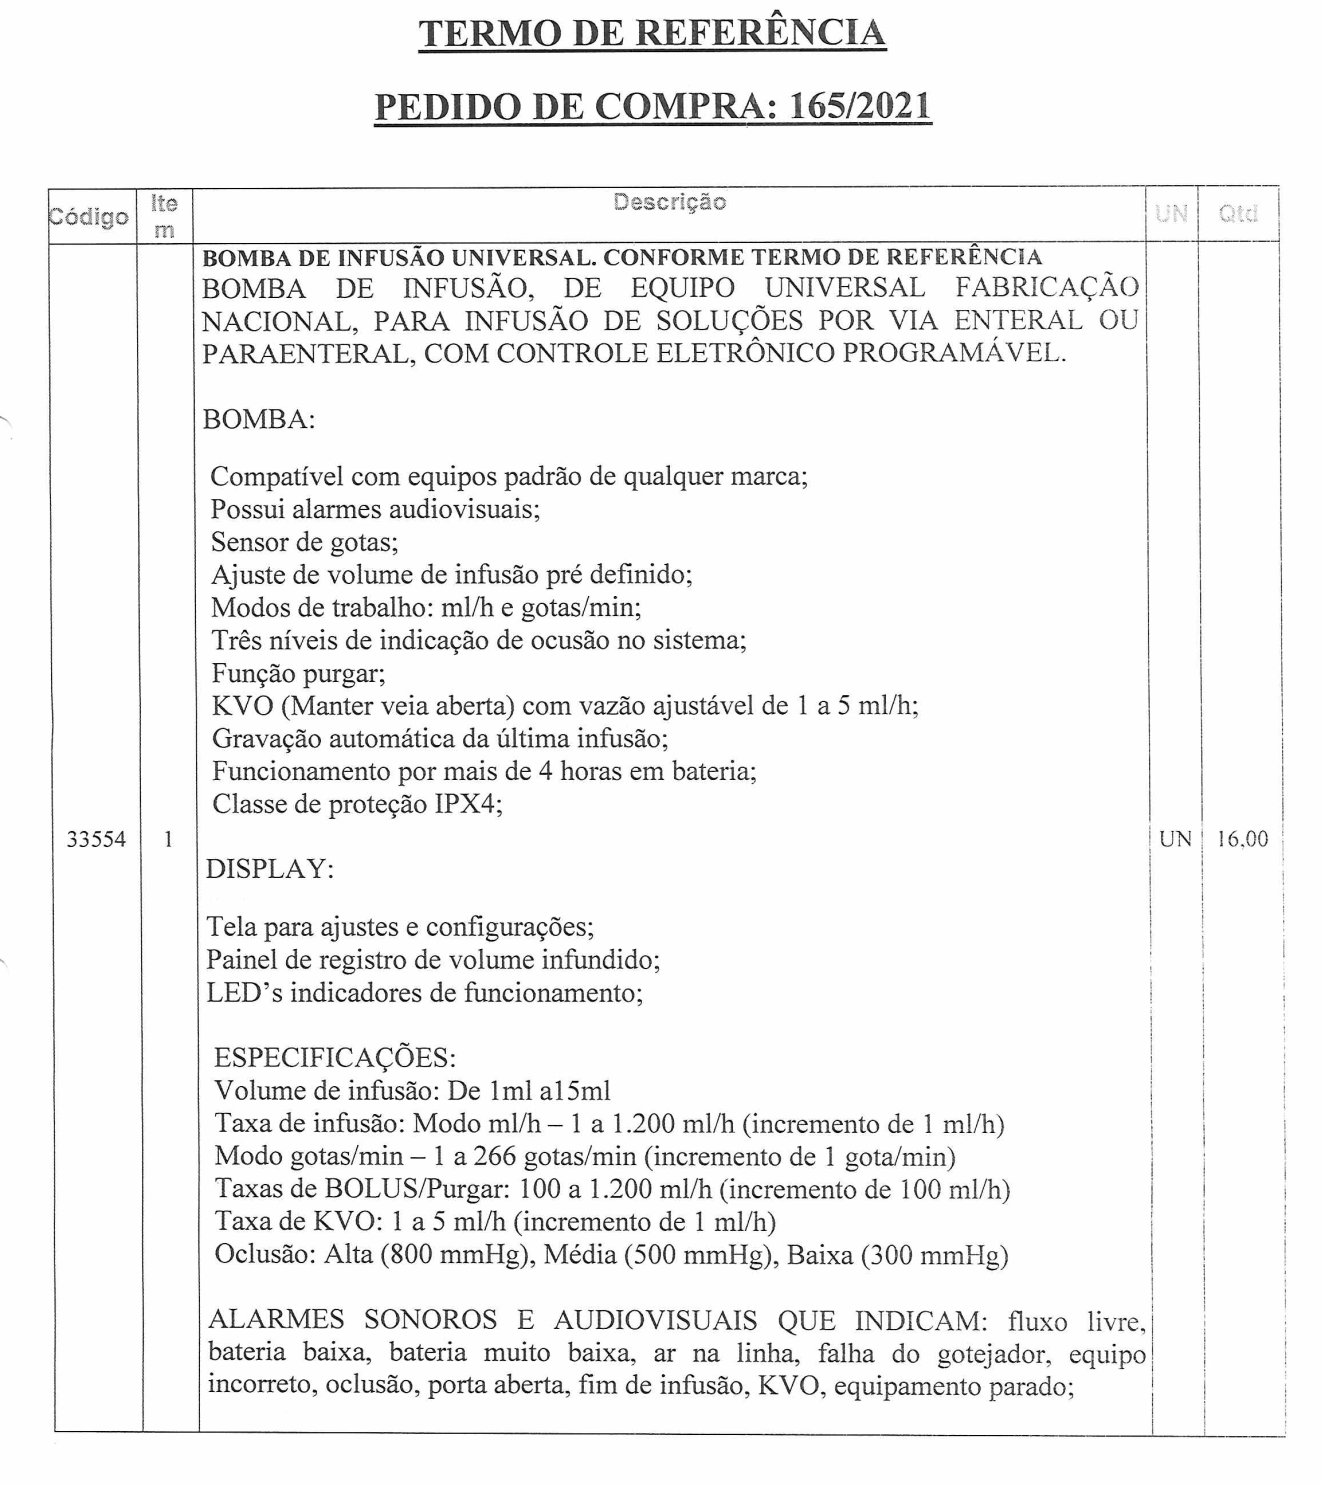 TERMO DE REFERÊNCIA
PEDIDO DE COMPRA: 165/2021
Código
Ite
m
Descrição
UN
Qtd
BOMBA DE INFUSÃO UNIVERSAL. CONFORME TERMO DE REFERÊNCIA
BOMBA DE INFUSÃO, DE EQUIPO UNIVERSAL FABRICAÇÃO
NACIONAL, PARA INFUSÃO DE SOLUÇÕES POR VIA ENTERAL OU
PARAENTERAL, COM CONTROLE ELETRÔNICO PROGRAMÁVEL.
BOMBA:
Compatível com equipos padrão de qualquer marca;
Possui alarmes audiovisuais;
Sensor de gotas;
Ajuste de volume de infusão pré definido;
Modos de trabalho: ml/h e gotas/min;
Três níveis de indicação de ocusão no sistema;
Função purgar;
KVO (Manter veia aberta) com vazão ajustável de 1 a 5 ml/h;
Gravação automática da última infusão;
Funcionamento por mais de 4 horas em bateria;
Classe de proteção IPX4;
33554
1
UN
16,00
DISPLAY:
Tela para ajustes e configurações;
Painel de registro de volume infundido;
LED's indicadores de funcionamento;
ESPECIFICAÇÕES:
Volume de infusão: De 1ml a15ml
Taxa de infusão: Modo ml/h – 1 a 1.200 ml/h (incremento de 1 ml/h)
Modo gotas/min – 1 a 266 gotas/min (incremento de 1 gota/min)
Taxas de BOLUS/Purgar: 100 a 1.200 ml/h (incremento de 100 ml/h)
Taxa de KVO: 1 a 5 ml/h (incremento de 1 ml/h)
Oclusão: Alta (800 mmHg), Média (500 mmHg), Baixa (300 mmHg)
ALARMES SONOROS E AUDIOVISUAIS QUE INDICAM: fluxo livre,
bateria baixa, bateria muito baixa, ar na linha, falha do gotejador, equipo
incorreto, oclusão, porta aberta, fim de infusão, KVO, equipamento parado;